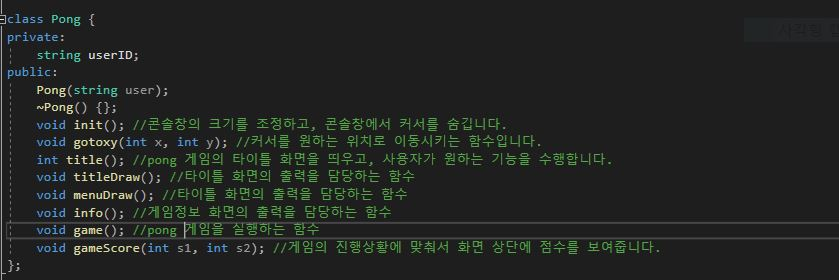 class Pong {
private:
string userID;
public:
Pong(string user);
~Pong() {};
void init(); //콘솔창의 크기를 조정하고, 콘솔창에서 커서를 숨깁니다.
void gotoxy(int x, int y); //커서를 원하는 위치로 이동시키는 함수입니다.
int title(); //pong 게임의 타이틀 화면을 띄우고, 사용자가 원하는 기능을 수행합니다.
void titleDraw(); //타이틀 화면의 출력을 담당하는 함수
void menuDraw(); //타이틀 화면의 출력을 담당하는 함수
void info(); //게임정보 화면의 출력을 담당하는 함수
void game(); //pong 게임을 실행하는 함수
void gameScore(int s1, int s2); //게임의 진행상황에 맞춰서 화면 상단에 점수를 보여줍니다.
};
사각형